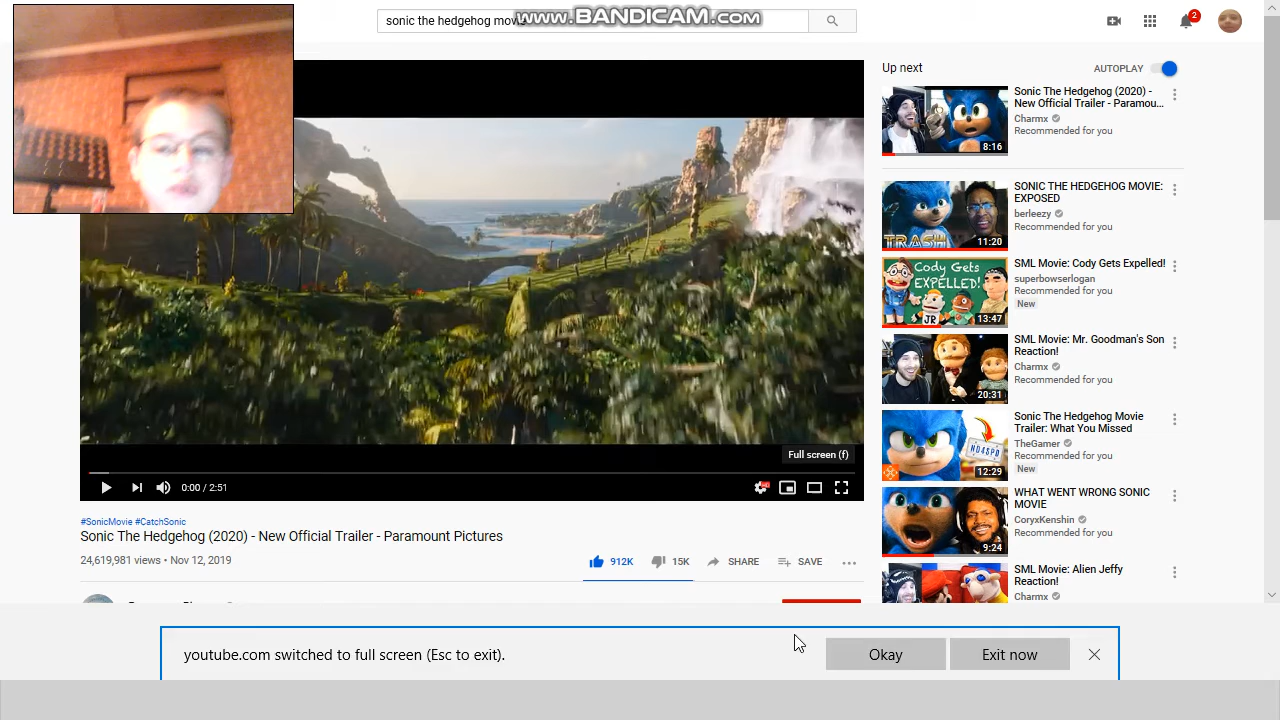 sonic the hedgehog movie
www.BANDICAM.COM
2
Up next
AUTOPLAY
Sonic The Hedgehog (2020) -
New Official Trailer - Paramou...
Charmx
Recommended for you
8:16
SONIC THE HEDGEHOG MOVIE:
EXPOSED
berleezy
Recommended for you
TRASH
11:20
SML Movie: Cody Gets Expelled!
superbowserlogan
Recommended for you
New
Cody Gets
EXPELLED!
JR
13:47
SML Movie: Mr. Goodman's Son
Reaction!
Charmx
Recommended for you
20:31
Sonic The Hedgehog Movie
Trailer: What You Missed
TheGamer
Recommended for you
New
12:29
WHAT WENT WRONG SONIC
MOVIE
CoryxKenshin
Recommended for you
9:24
SML Movie: Alien Jeffy
Reaction!
Charmx
Full screen (f)
0:00 / 2:51
HD
#SonicMovie #CatchSonic
Sonic The Hedgehog (2020) - New Official Trailer - Paramount Pictures
24,619,981 views • Nov 12, 2019
912K
15K
SHARE
SAVE
youtube.com switched to full screen (Esc to exit).
Okay
Exit now